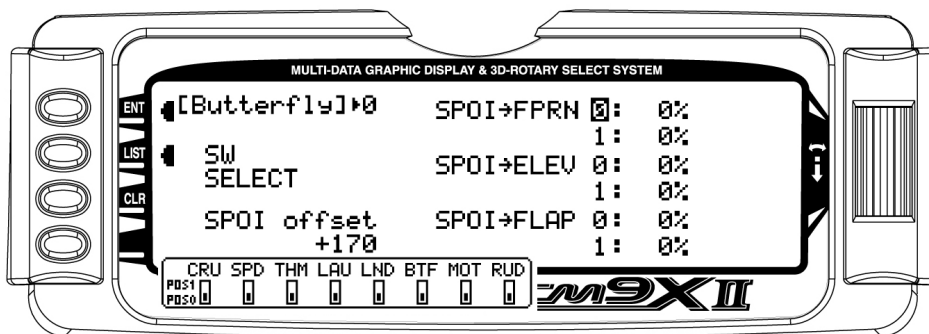 MULTI-DATA GRAPHIC DISPLAY & 3D-ROTARY SELECT SYSTEM
ENT
LIST
CLR
[Butterfly]▸0
SW
SELECT
SPOI offset
+170
SPOI→FPRN 0: 0%
1: 0%
SPOI→ELEV 0: 0%
1: 0%
SPOI→FLAP 0: 0%
1: 0%
CRU SPD THM LAU LND BTF MOT RUD
POS1
POS0
9XII